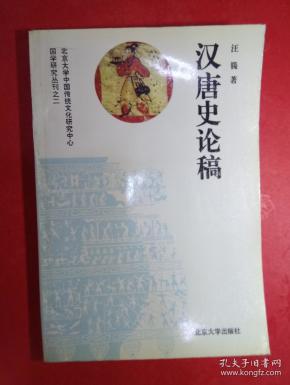 汉唐史论稿
汪篯 著
北京大学中国传统文化研究中心
国学研究丛刊之二
北京大学出版社
孔夫子旧书网
www.kongfz.com